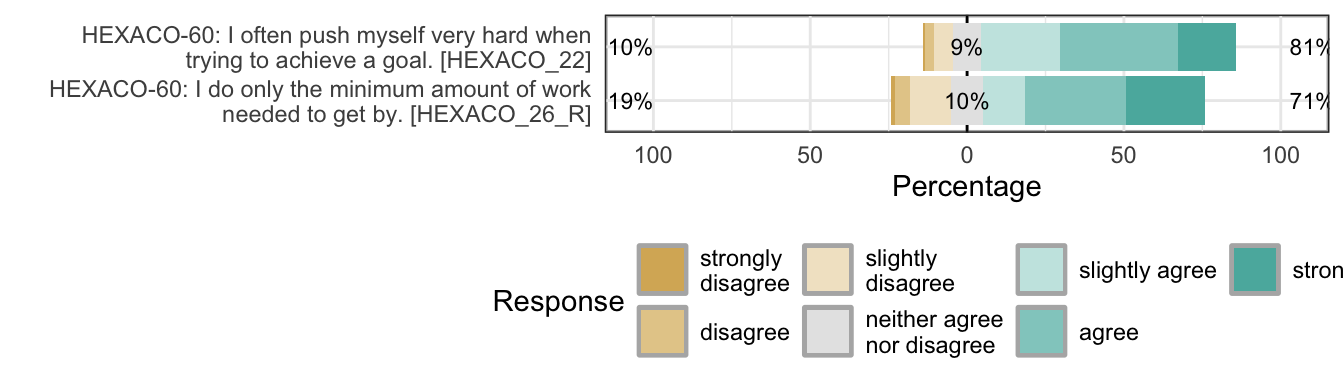 HEXACO-60: I often push myself very hard when
trying to achieve a goal. [HEXACO_22]
10% 9% 81%
HEXACO-60: I do only the minimum amount of work
needed to get by. [HEXACO_26_R]
19% 10% 71%
100 50 0 50 100
Percentage
Response
strongly
disagree
disagree
slightly
disagree
neither agree
nor disagree
slightly agree
agree
stron